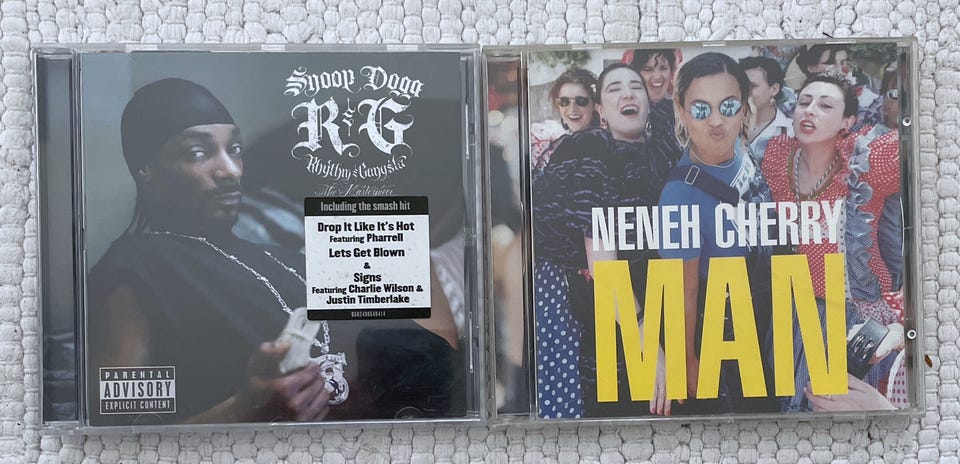 Snoop Dogg
R&G
Rhythm & Gangsta
The Masterpiece
Including the smash hit
Drop It Like It's Hot
Featuring Pharrell
Lets Get Blown
&
Signs
Featuring Charlie Wilson &
Justin Timberlake
PARENTAL
ADVISORY
EXPLICIT CONTENT
NENEH CHERRY
MAN